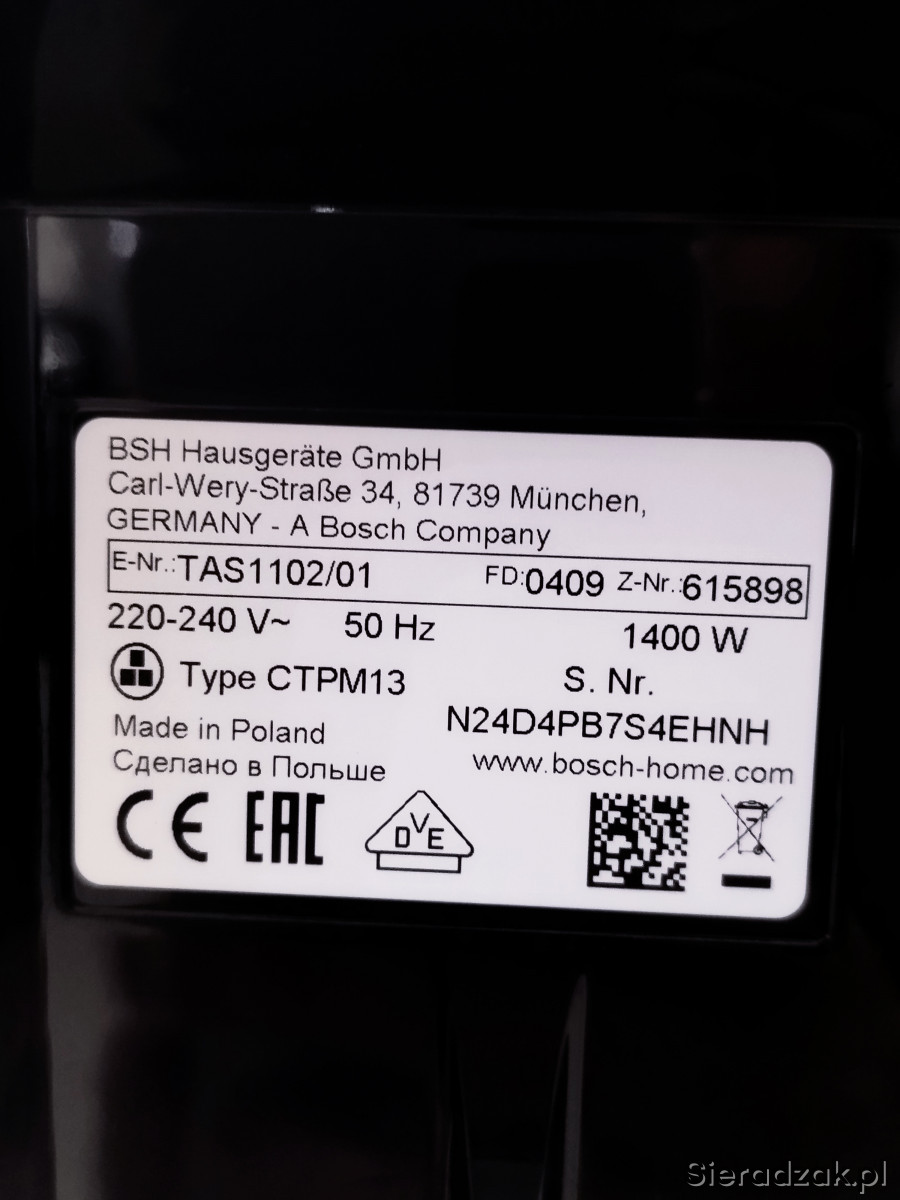 BSH Hausgeräte GmbH
Carl-Wery-Straße 34, 81739 München,
GERMANY - A Bosch Company
E-Nr.:TAS1102/01 FD:0409 Z-Nr.:615898
220-240 V~ 50 Hz 1400 W
Type CTPM13 S. Nr.
Made in Poland N24D4PB7S4EHNH
Сделано в Польше www.bosch-home.com
CE EAC DVE
Sieradzak.pl